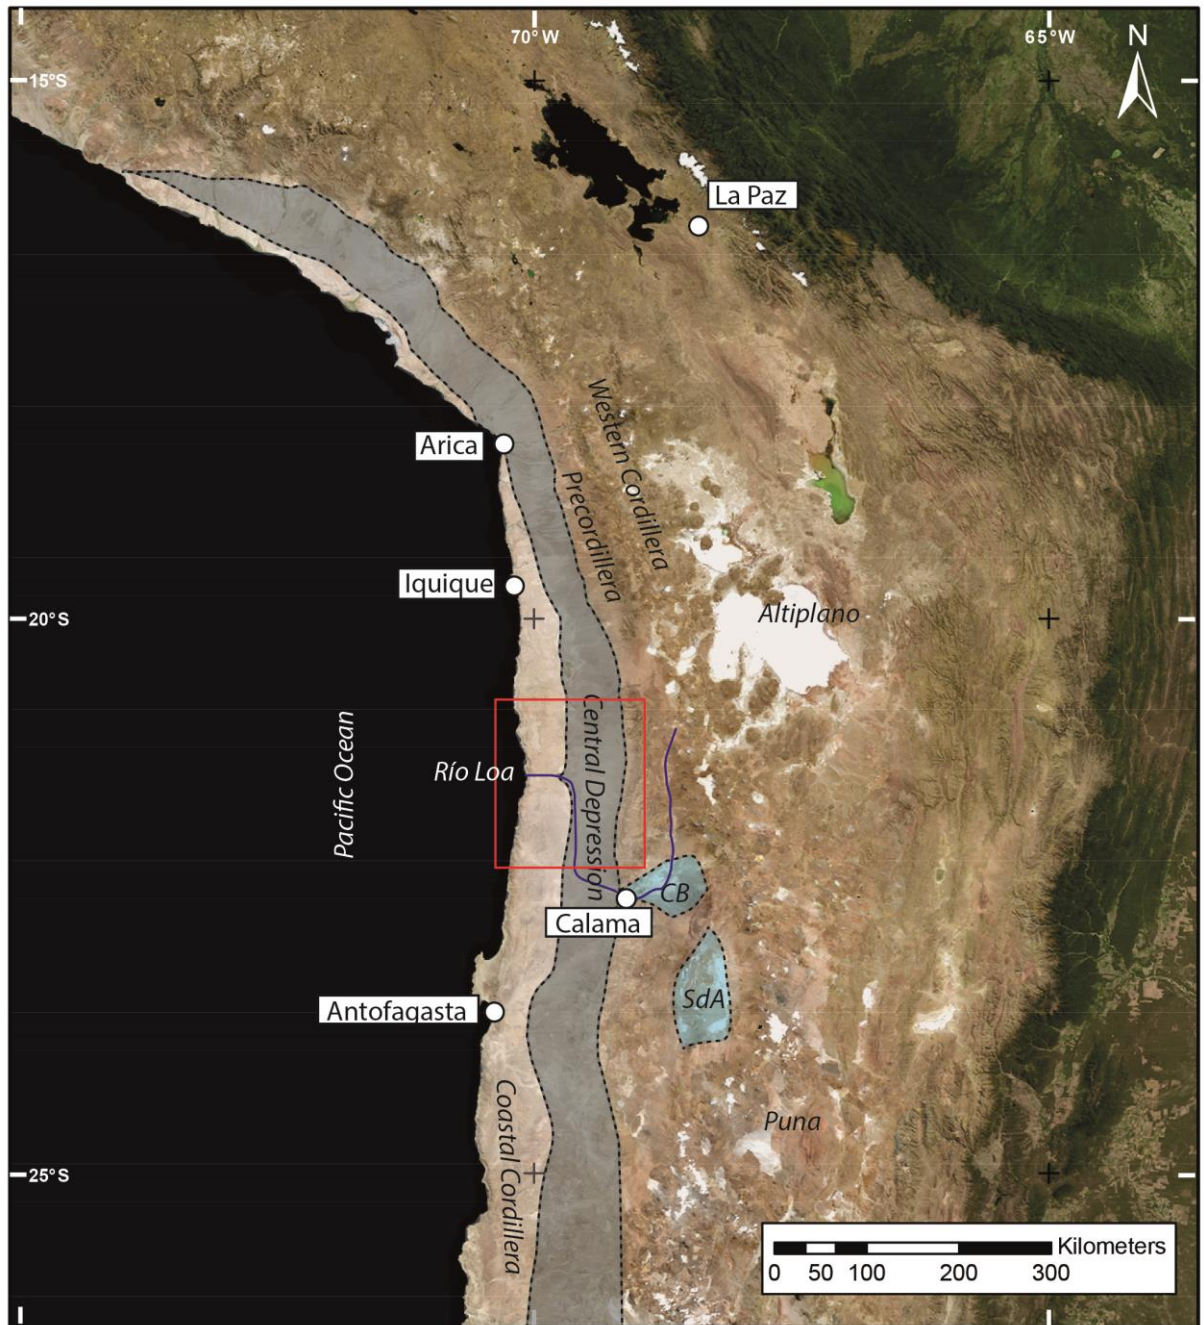 70°W
65°W
N
15°S
La Paz
Arica
Western Cordillera
Precordillera
Iquique
20°S
Altiplano
Pacific Ocean
Central Depression
Río Loa
CB
Calama
SdA
Antofagasta
Coastal Cordillera
Puna
25°S
Kilometers
0 50 100 200 300